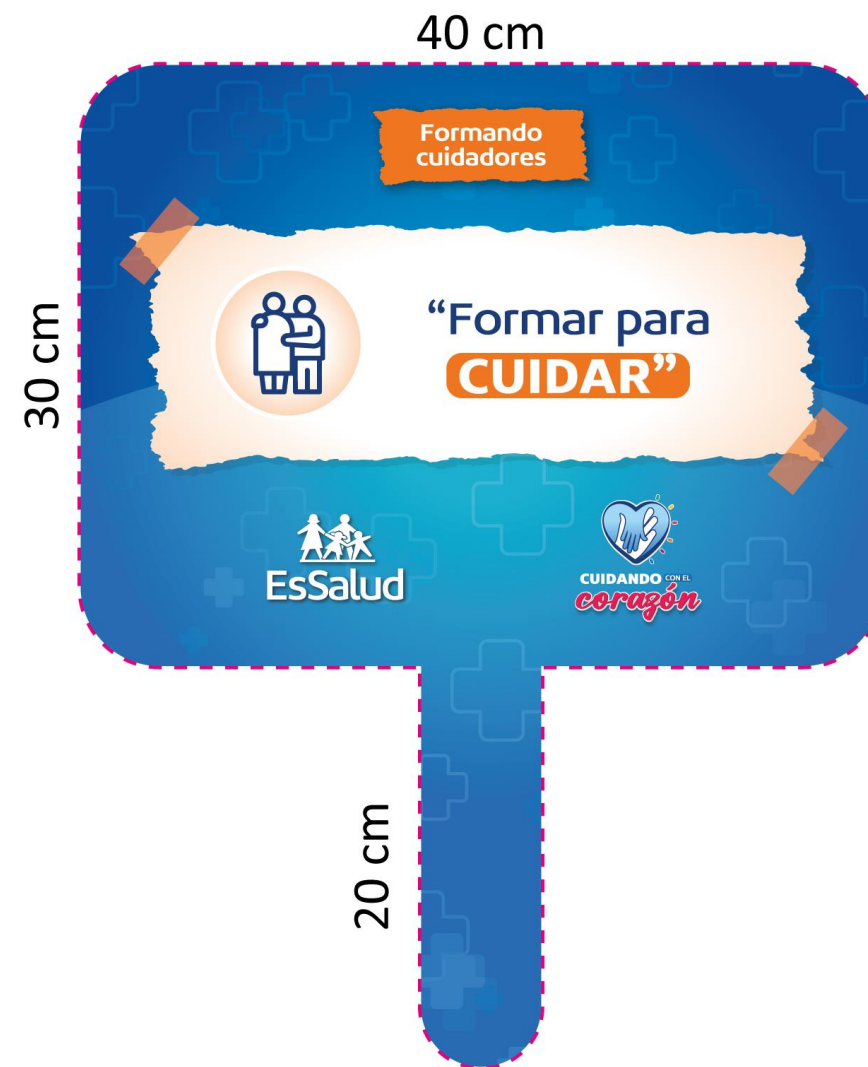 40 cm
Formando
cuidadores
30 cm
“Formar para
CUIDAR”
EsSalud
CUIDANDO CON EL
corazón
20 cm